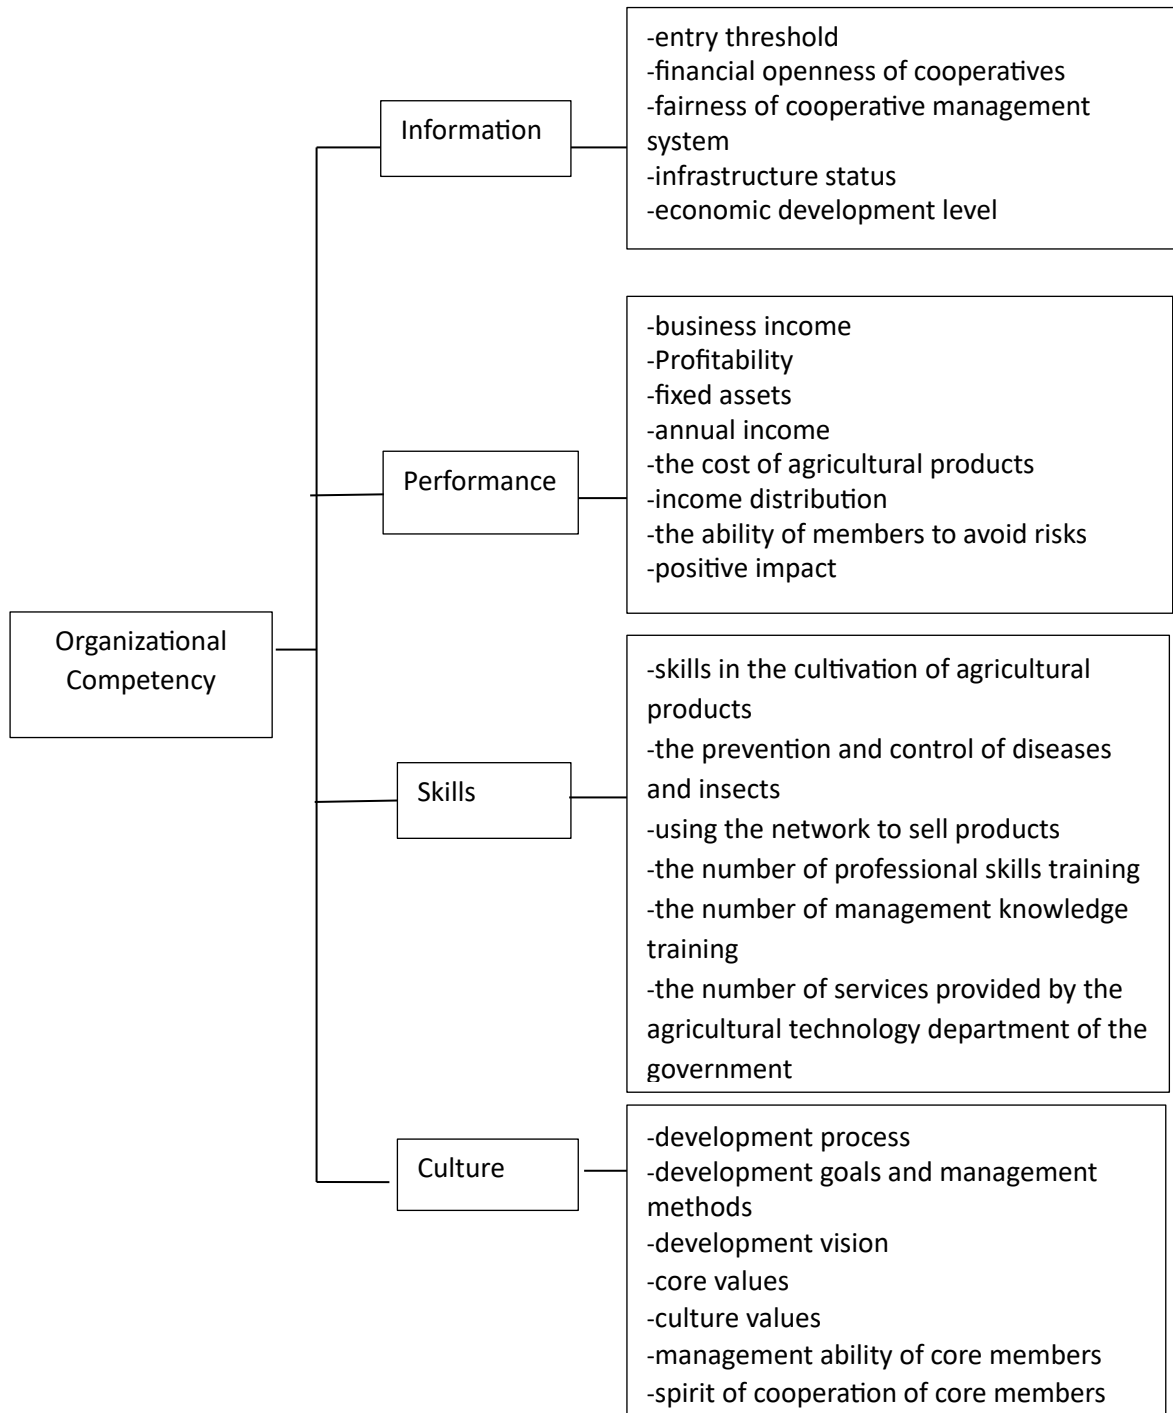 -entry threshold
-financial openness of cooperatives
-fairness of cooperative management
system
-infrastructure status
-economic development level
Information
-business income
-Profitability
-fixed assets
-annual income
-the cost of agricultural products
-income distribution
-the ability of members to avoid risks
-positive impact
Performance
Organizational
Competency
-skills in the cultivation of agricultural
products
-the prevention and control of diseases
and insects
-using the network to sell products
-the number of professional skills training
-the number of management knowledge
training
-the number of services provided by the
agricultural technology department of the
government
Skills
-development process
-development goals and management
methods
-development vision
-core values
-culture values
-management ability of core members
-spirit of cooperation of core members
Culture